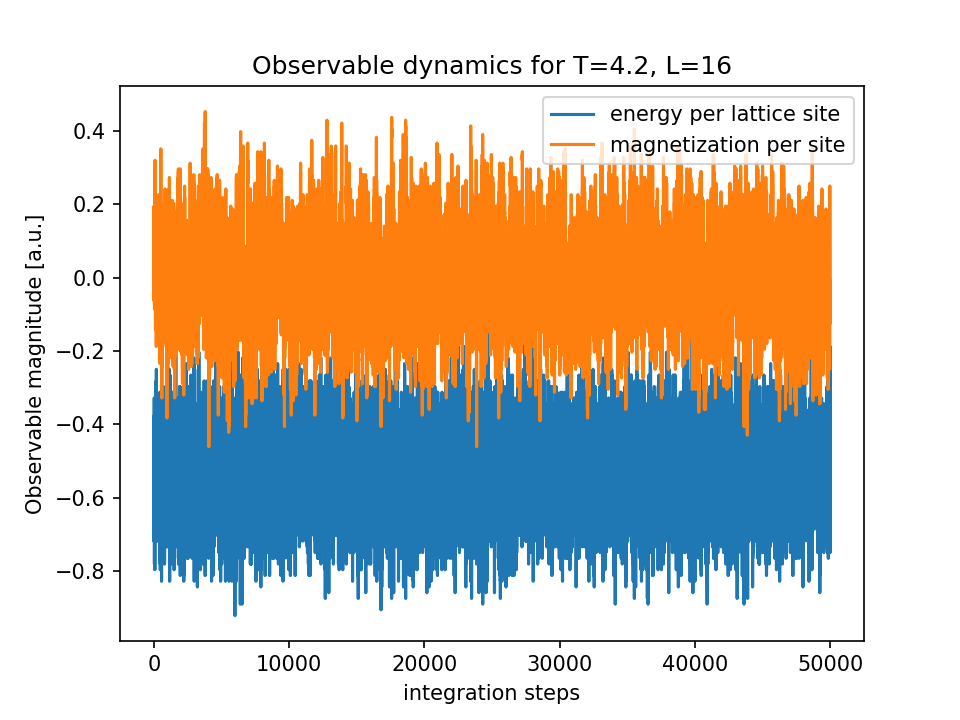 Observable dynamics for T=4.2, L=16
energy per lattice site
magnetization per site
Observable magnitude [a.u.]
0.4
0.2
0.0
−0.2
−0.4
−0.6
−0.8
0 10000 20000 30000 40000 50000
integration steps